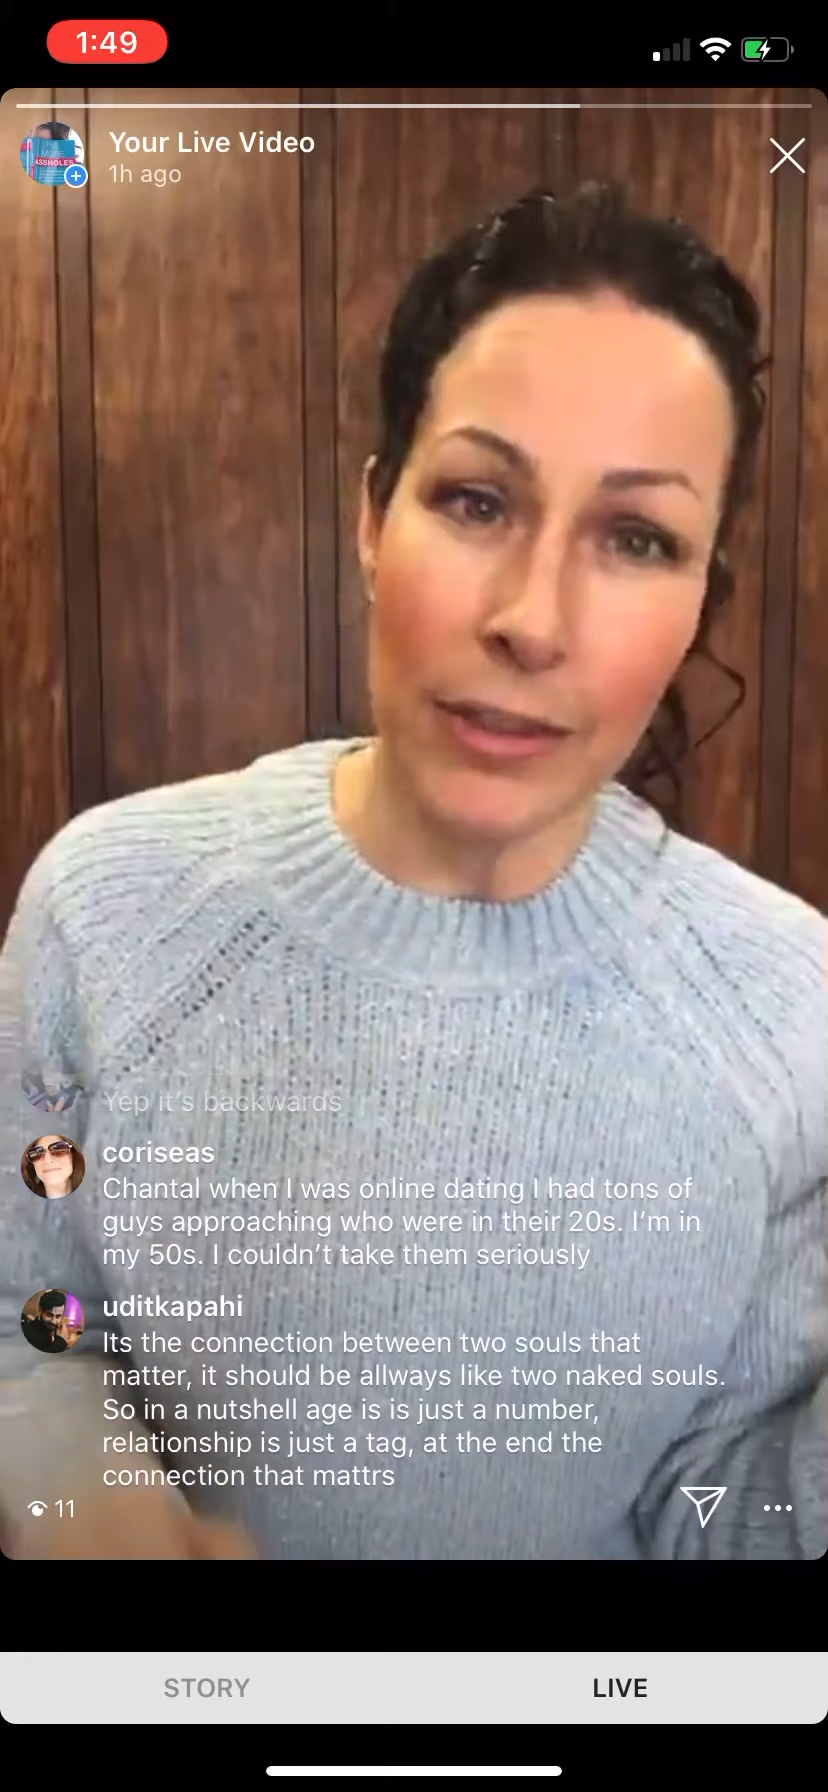 1:49
Your Live Video
1h ago
ASSHOLES
Yep it's backwards
coriseas
Chantal when I was online dating I had tons of
guys approaching who were in their 20s. I'm in
my 50s. I couldn't take them seriously
uditkapahi
Its the connection between two souls that
matter, it should be allways like two naked souls.
So in a nutshell age is is just a number,
relationship is just a tag, at the end the
connection that mattrs
11
STORY
LIVE